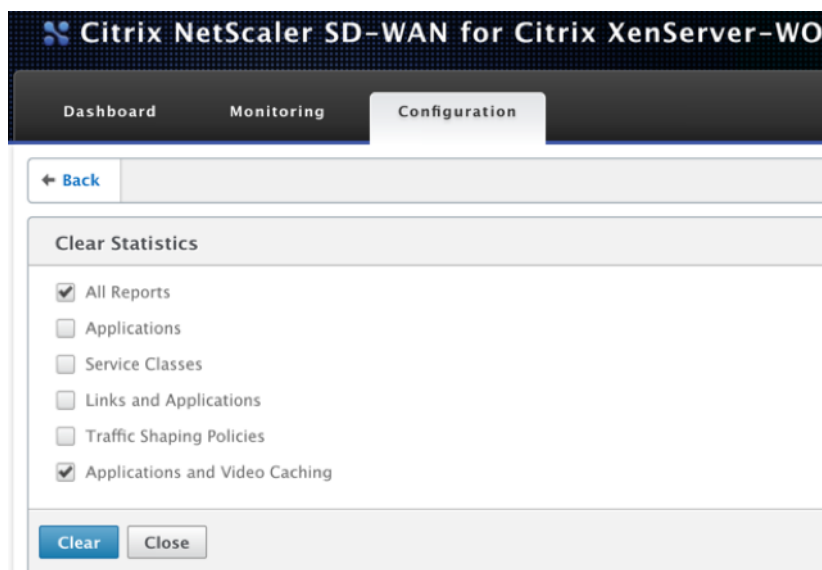 Citrix NetScaler SD-WAN for Citrix XenServer-WO
Dashboard Monitoring Configuration
← Back
Clear Statistics
All Reports
Applications
Service Classes
Links and Applications
Traffic Shaping Policies
Applications and Video Caching
Clear Close